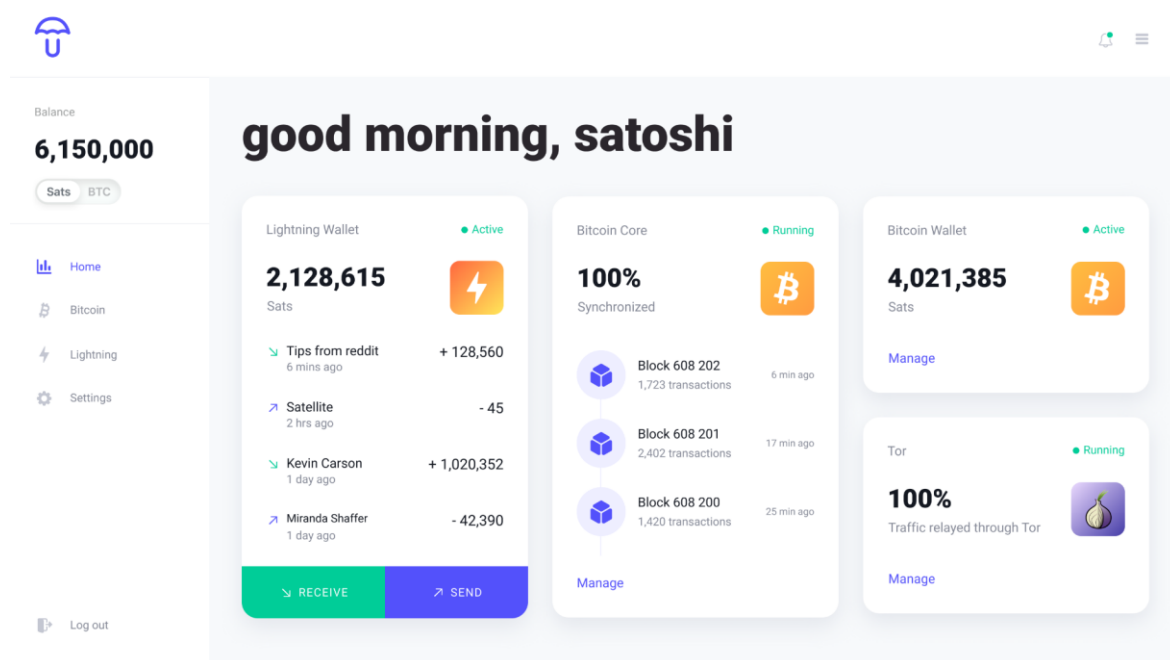 Balance
6,150,000
Sats BTC
Home
Bitcoin
Lightning
Settings
Log out
good morning, satoshi
Lightning Wallet
Active
2,128,615
Sats
Tips from reddit
+ 128,560
6 mins ago
Satellite
- 45
2 hrs ago
Kevin Carson
+ 1,020,352
1 day ago
Miranda Shaffer
- 42,390
1 day ago
RECEIVE
SEND
Bitcoin Core
Running
100%
Synchronized
Block 608 202
1,723 transactions
6 min ago
Block 608 201
2,402 transactions
17 min ago
Block 608 200
1,420 transactions
25 min ago
Manage
Bitcoin Wallet
Active
4,021,385
Sats
Manage
Tor
Running
100%
Traffic relayed through Tor
Manage